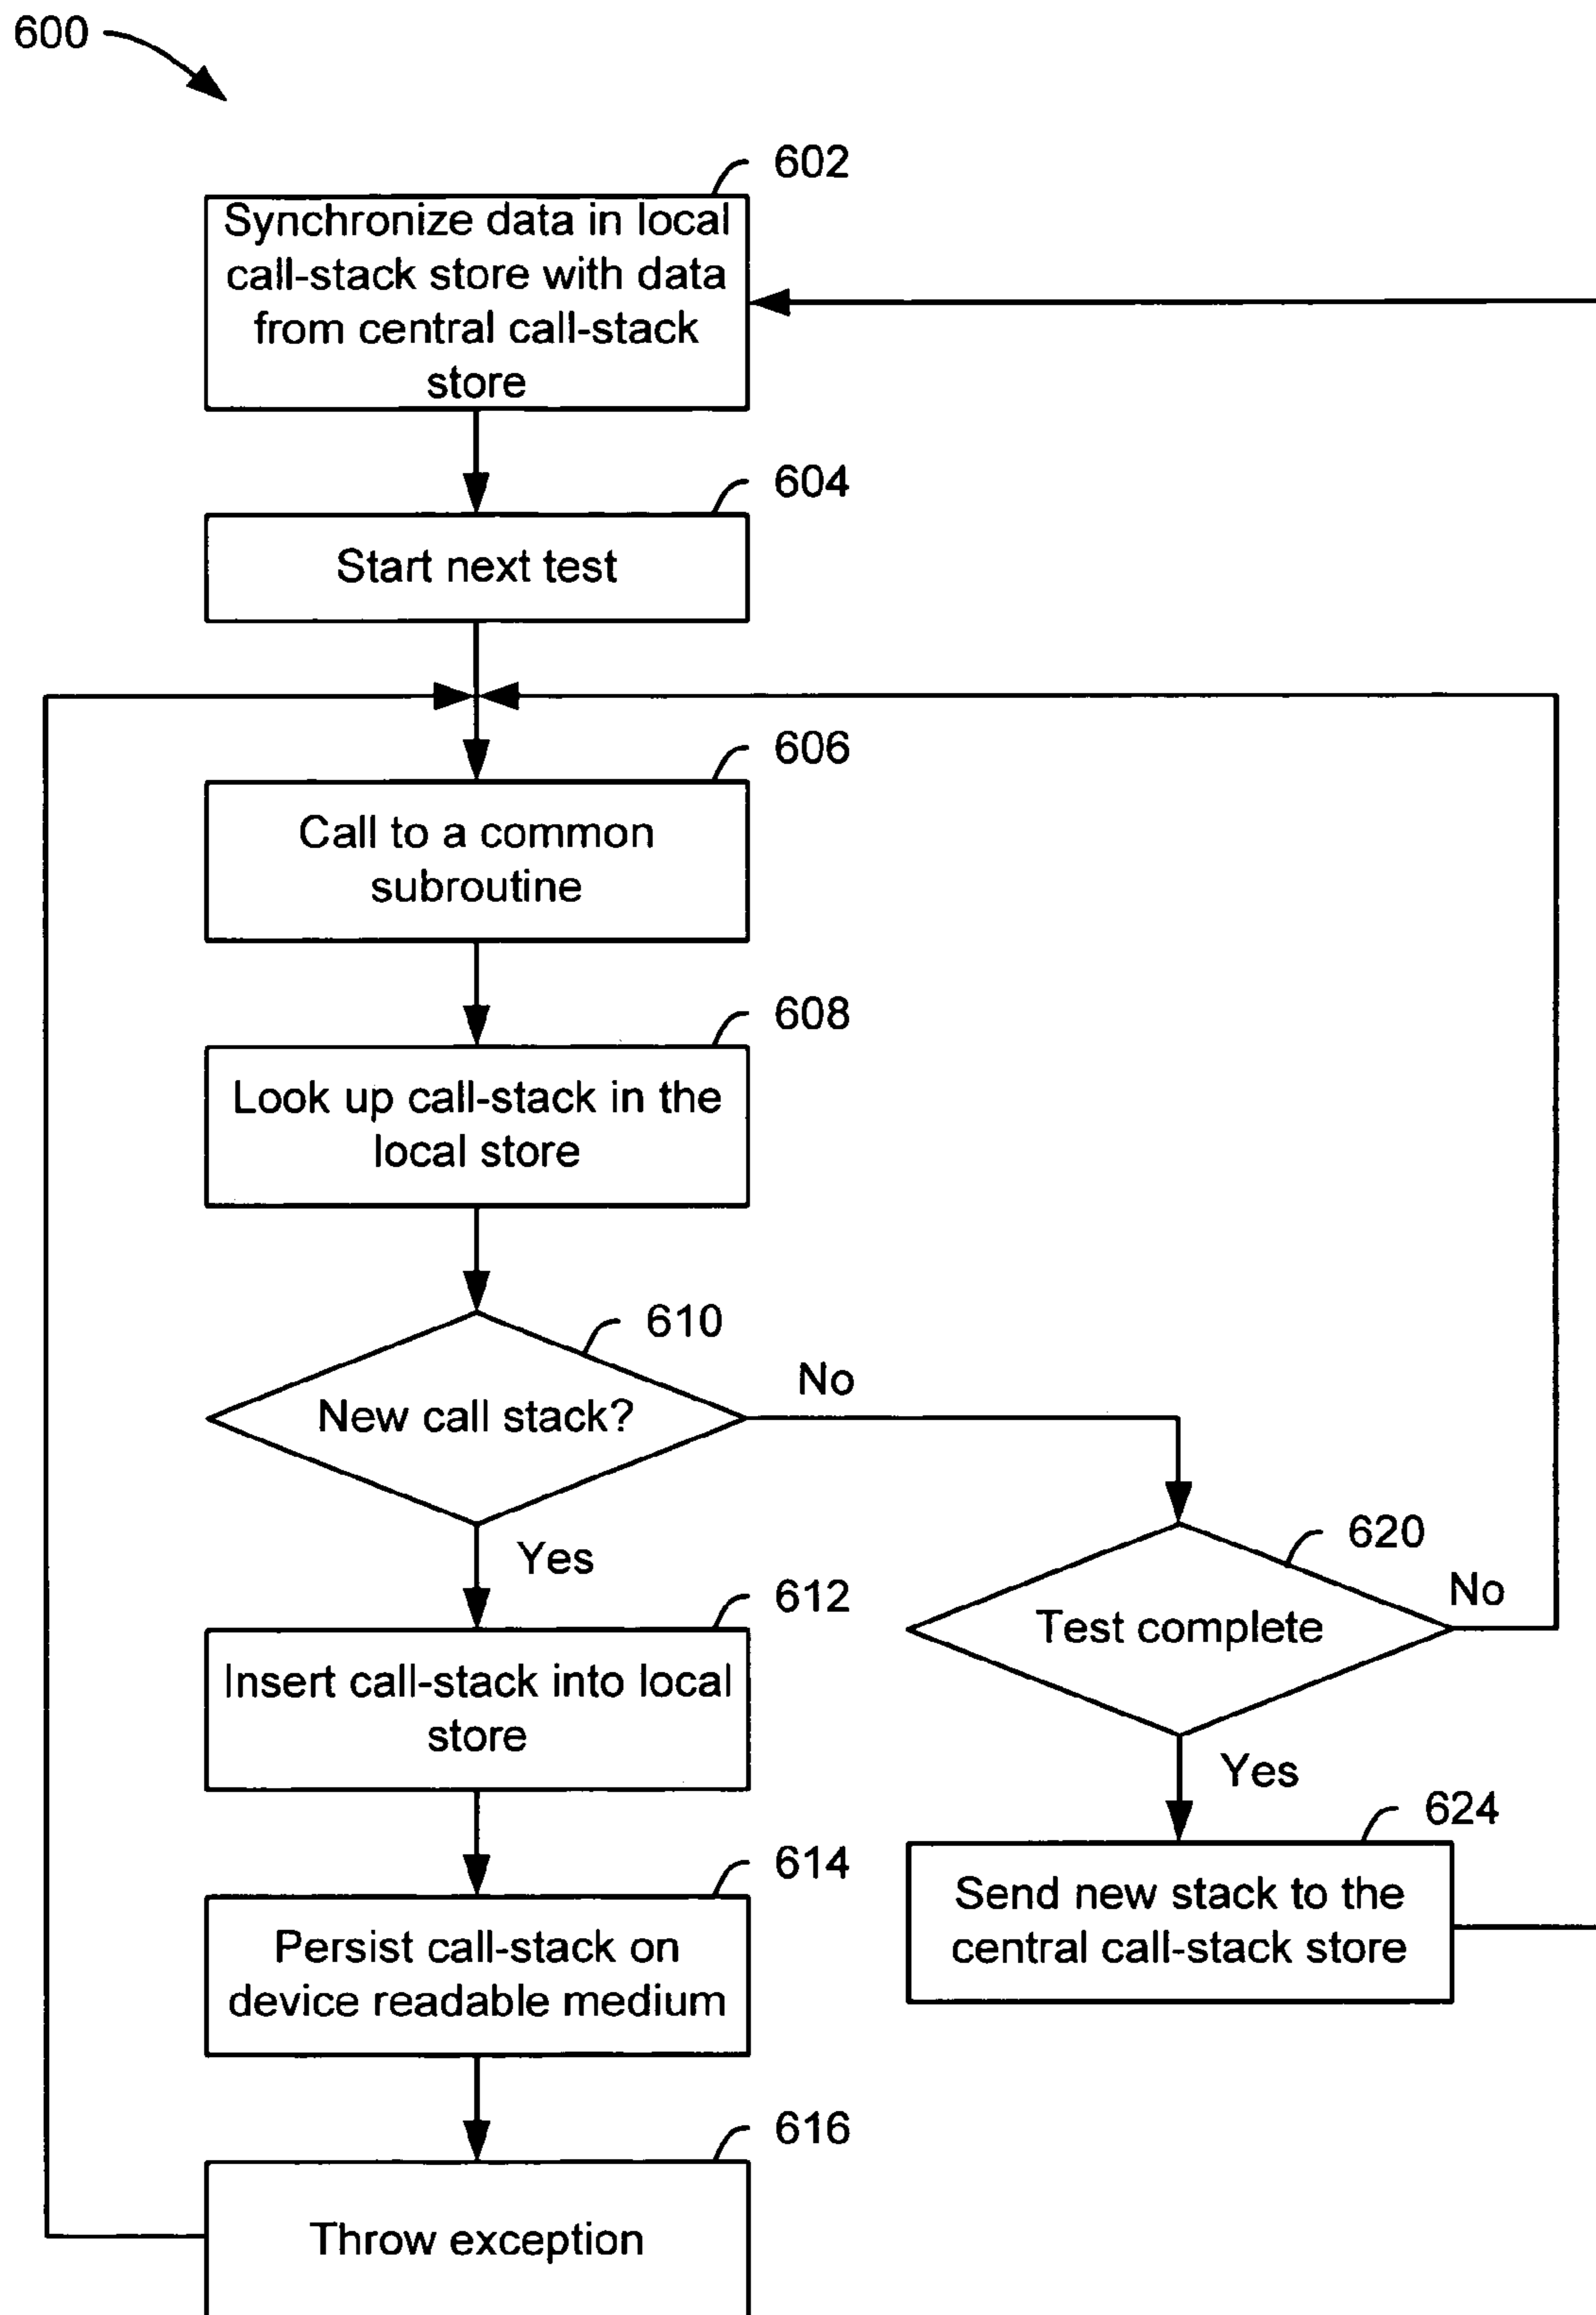 600
602
Synchronize data in local
call-stack store with data
from central call-stack
store
604
Start next test
606
Call to a common
subroutine
608
Look up call-stack in the
local store
610
New call stack?
No
Yes
612
Insert call-stack into local
store
614
Persist call-stack on
device readable medium
616
Throw exception
620
Test complete
No
Yes
624
Send new stack to the
central call-stack store